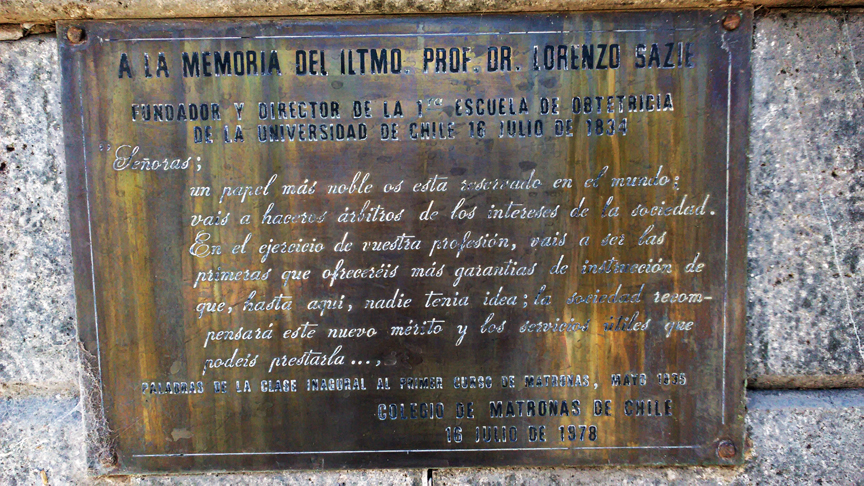 A LA MEMORIA DEL ILTMO. PROF. DR. LORENZO SAZIE
FUNDADOR Y DIRECTOR DE LA 1ra ESCUELA DE OBTETRICIA
DE LA UNIVERSIDAD DE CHILE 16 JULIO DE 1834
"Señoras;
un papel más noble os está reservado en el mundo;
vais a haceros árbitros de los intereses de la sociedad.
En el ejercicio de vuestra profesión, vais a ser las
primeras que ofreceréis más garantias de instrucción de
que, hasta aquí, nadie tenia idea; la sociedad recom-
pensará este nuevo mérito y los servicios útiles que
podeis prestarla...,
PALABRAS DE LA CLASE INAGURAL AL PRIMER CURSO DE MATRONAS, MAYO 1835
COLEGIO DE MATRONAS DE CHILE
16 JULIO DE 1978